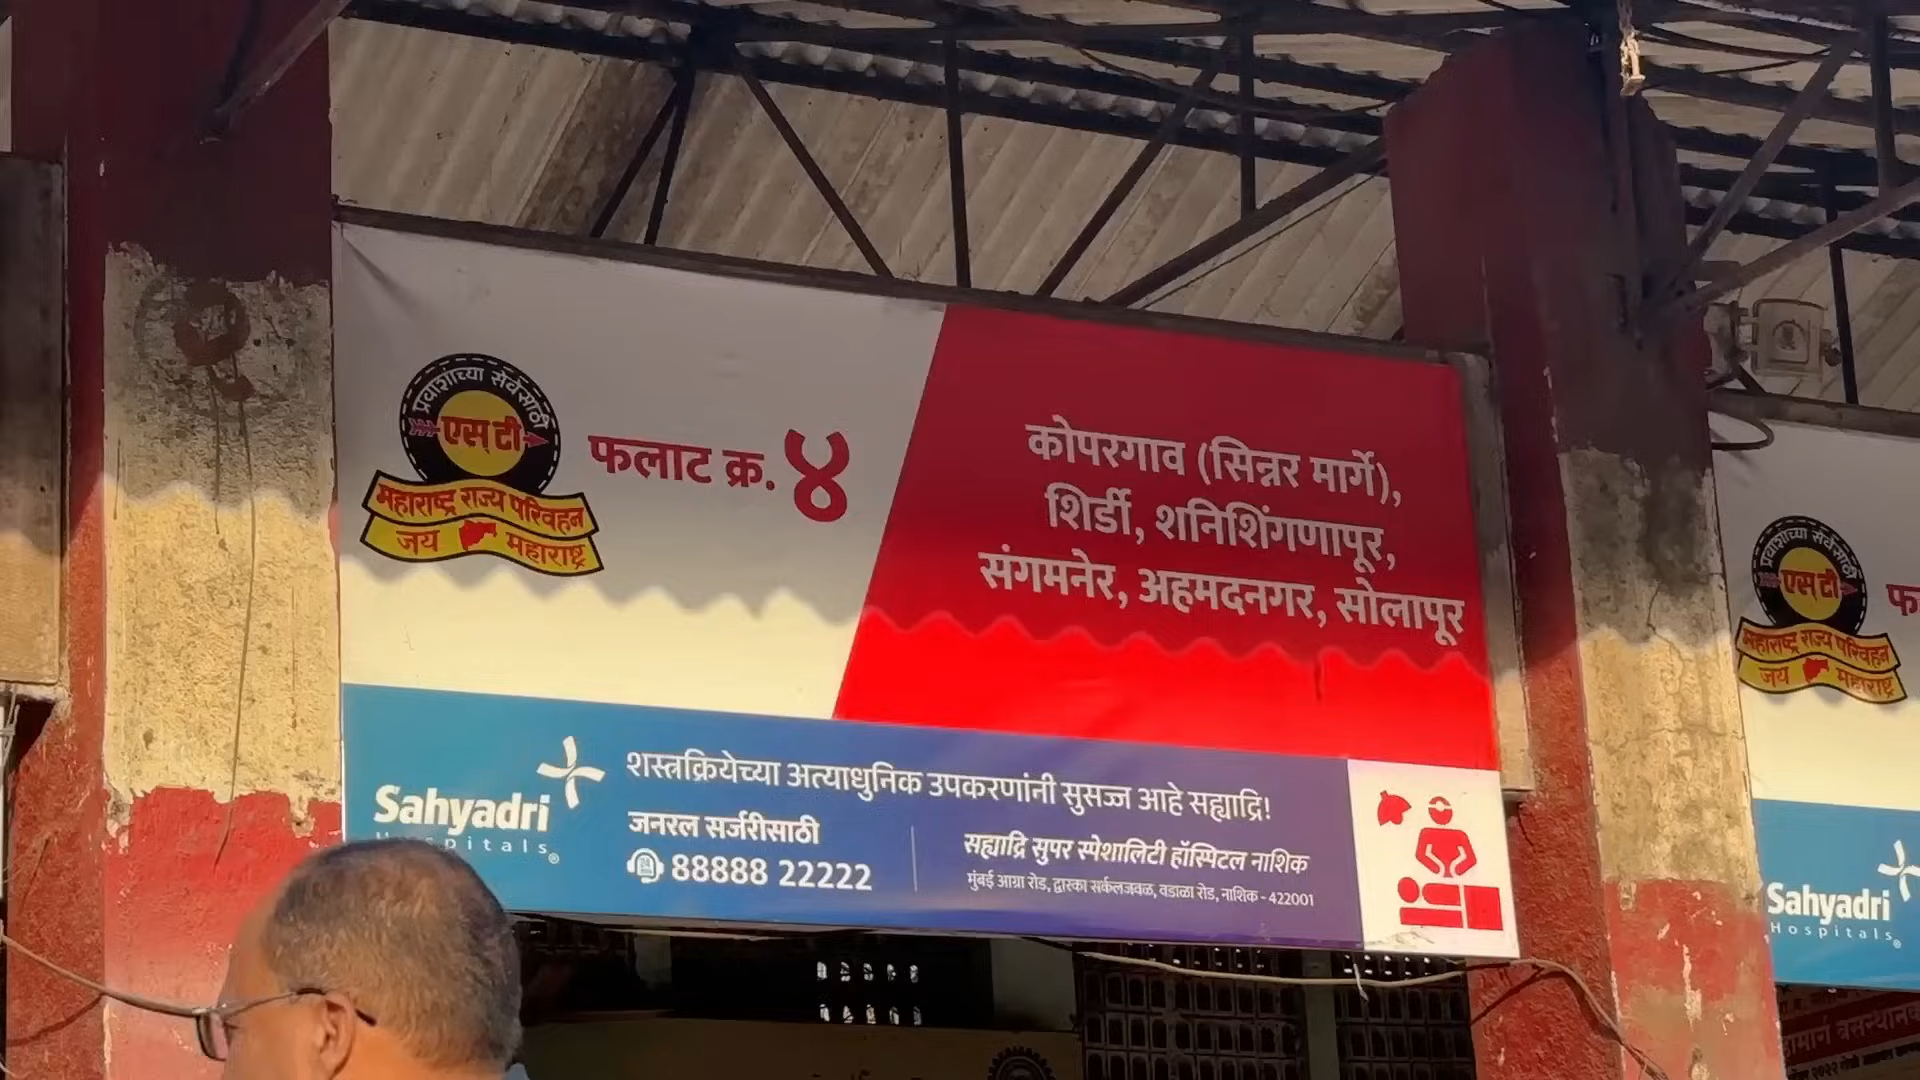 प्रवाशांच्या सेवेसाठी
एस् टी
महाराष्ट्र राज्य परिवहन
जय महाराष्ट्र
फलाट क्र. ४
कोपरगाव (सिन्नर मार्गे),
शिर्डी, शनिशिंगणापूर,
संगमनेर, अहमदनगर, सोलापूर
Sahyadri
शस्त्रक्रियेच्या अत्याधुनिक उपकरणांनी सुसज्ज आहे सह्याद्रि!
जनरल सर्जरीसाठी
88888 22222
सह्याद्रि सुपर स्पेशालिटी हॉस्पिटल नाशिक
मुंबई आग्रा रोड, द्वारका सर्कलजवळ, वडाळा रोड, नाशिक - 422001
प्रवाशांच्या सेवेसाठी
एस् टी
महाराष्ट्र राज्य परिवहन
जय महाराष्ट्र
Sahyadri
Hospitals